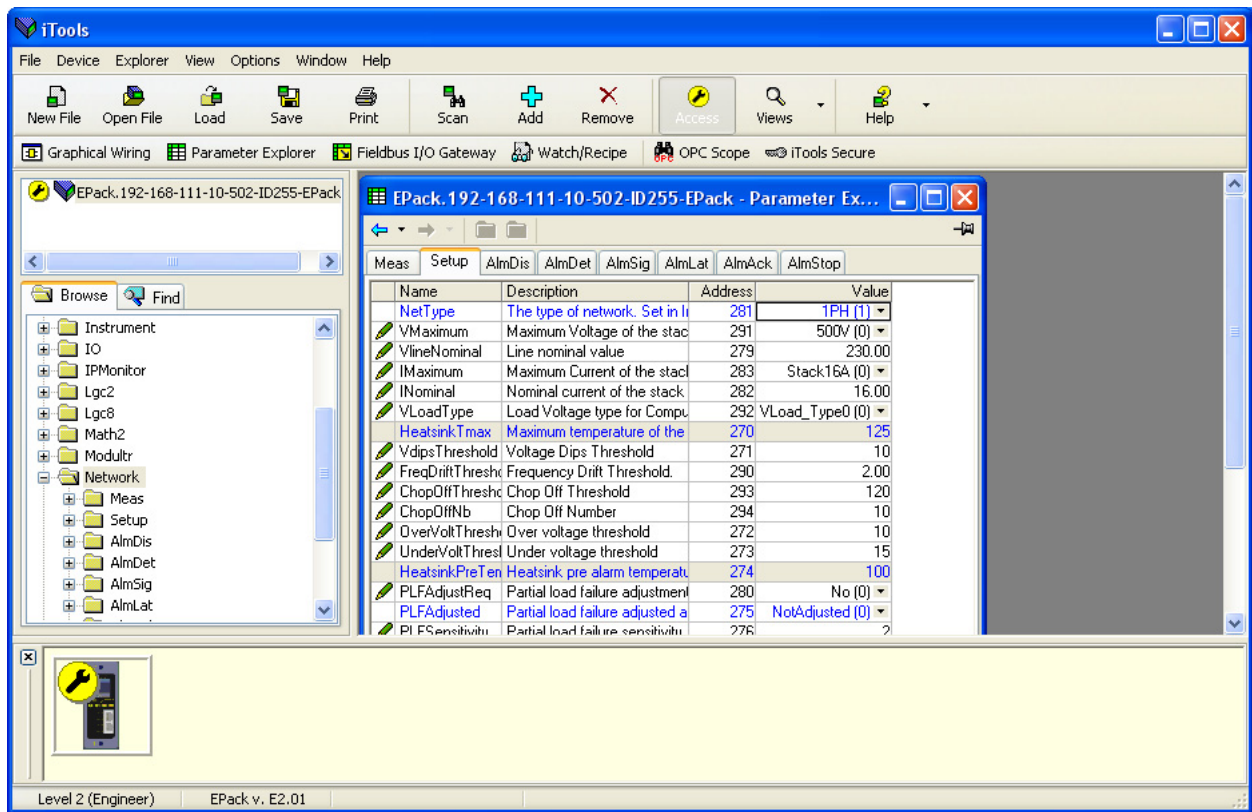 iTools
File Device Explorer View Options Window Help
New File Open File Load Save Print Scan Add Remove Access Views Help
Graphical Wiring Parameter Explorer Fieldbus I/O Gateway Watch/Recipe OPC Scope iTools Secure
EPack.192-168-111-10-502-ID255-EPack
Browse Find
Instrument
IO
IPMonitor
Lgc2
Lgc8
Math2
Modultr
Network
Meas
Setup
AlmDis
AlmDet
AlmSig
AlmLat
EPack.192-168-111-10-502-ID255-EPack - Parameter Ex...
Meas Setup AlmDis AlmDet AlmSig AlmLat AlmAck AlmStop
Name Description Address Value
NetType The type of network. Set in I 281 1PH (1)
VMaximum Maximum Voltage of the stac 291 500V (0)
VlineNominal Line nominal value 279 230.00
IMaximum Maximum Current of the stac 283 Stack16A (0)
INominal Nominal current of the stack 282 16.00
VLoadType Load Voltage type for Compu 292 VLoad_Type0 (0)
HeatsinkTmax Maximum temperature of the 270 125
VdipsThreshold Voltage Dips Threshold 271 10
FreqDriftThresho Frequency Drift Threshold. 290 2.00
ChopOffThresho Chop Off Threshold 293 120
ChopOffNb Chop Off Number 294 10
OverVoltThresh Over voltage threshold 272 10
UnderVoltThresl Under voltage threshold 273 15
HeatsinkPreTen Heatsink pre alarm temperatu 274 100
PLFAdjustReq Partial load failure adjustment 280 No (0)
PLFAdjusted Partial load failure adjusted a 275 NotAdjusted (0)
PLFSensitivity Partial load failure sensitivity 276 2
Level 2 (Engineer) EPack v. E2.01